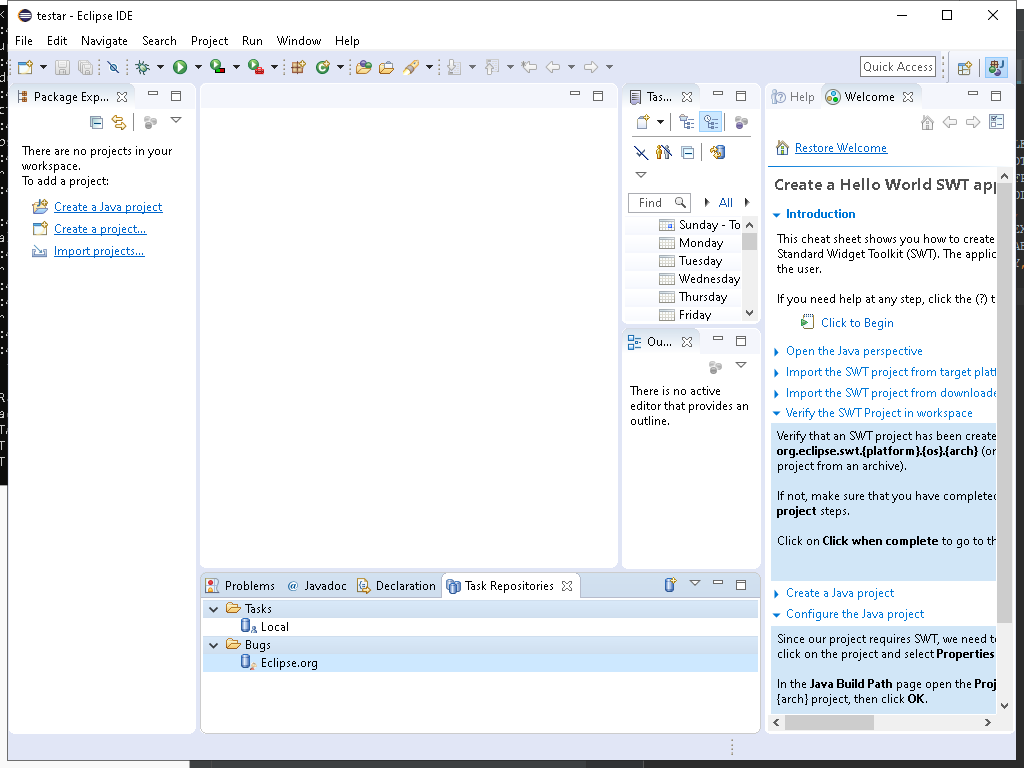 testar - Eclipse IDE
File Edit Navigate Search Project Run Window Help
Quick Access
Package Exp...
There are no projects in your
workspace.
To add a project:
Create a Java project
Create a project...
Import projects...
Tas...
Find
All
Sunday - To
Monday
Tuesday
Wednesday
Thursday
Friday
Ou...
There is no active
editor that provides an
outline.
Help
Welcome
Restore Welcome
Create a Hello World SWT app
Introduction
This cheat sheet shows you how to create
Standard Widget Toolkit (SWT). The applic
the user.
If you need help at any step, click the (?) t
Click to Begin
Open the Java perspective
Import the SWT project from target platf
Import the SWT project from downloade
Verify the SWT Project in workspace
Verify that an SWT project has been create
org.eclipse.swt.{platform}.{os}.{arch} (or
project from an archive).
If not, make sure that you have completed
project steps.
Click on Click when complete to go to th
Create a Java project
Configure the Java project
Since our project requires SWT, we need to
click on the project and select Properties
In the Java Build Path page open the Proj
{arch} project, then click OK.
Problems
@ Javadoc
Declaration
Task Repositories
Tasks
Local
Bugs
Eclipse.org